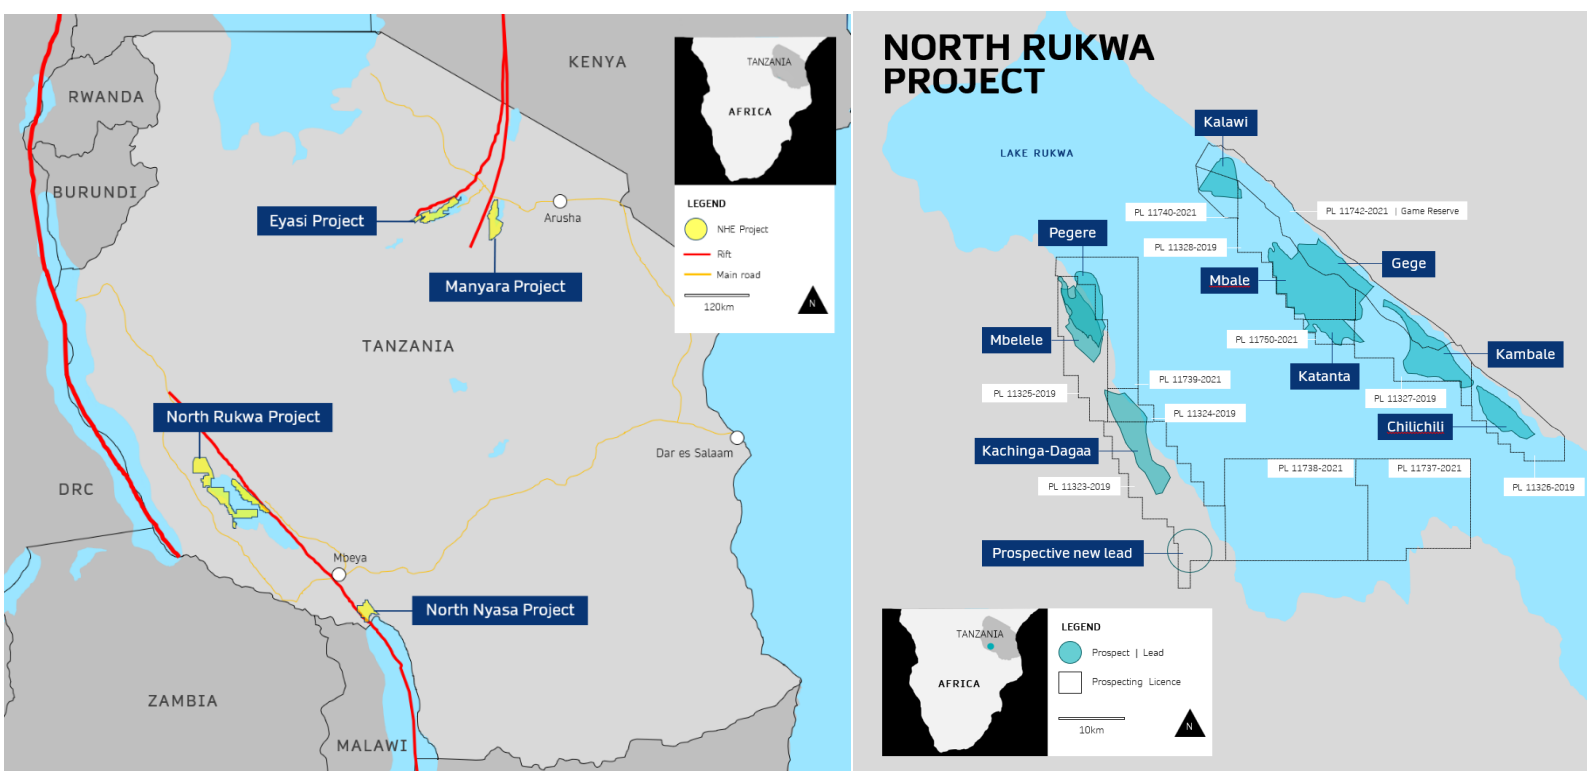 KENYA
RWANDA
BURUNDI
TANZANIA
AFRICA
LEGEND
NHE Project
Rift
Main road
120km
N
Eyasi Project
Arusha
Manyara Project
TANZANIA
North Rukwa Project
Dar es Salaam
DRC
Mbeya
North Nyasa Project
ZAMBIA
MALAWI
NORTH RUKWA
PROJECT
LAKE RUKWA
Kalawi
PL 11740-2021
PL 11742-2021 | Game Reserve
Pegere
PL 11328-2019
Gege
Mbale
Mbelele
PL 11750-2021
Kambale
Katanta
PL 11739-2021
PL 11325-2019
PL 11327-2019
PL 11324-2019
Chilichili
Kachinga-Dagaa
PL 11738-2021
PL 11737-2021
PL 11323-2019
PL 11326-2019
Prospective new lead
TANZANIA
AFRICA
LEGEND
Prospect | Lead
Prospecting Licence
10km
N